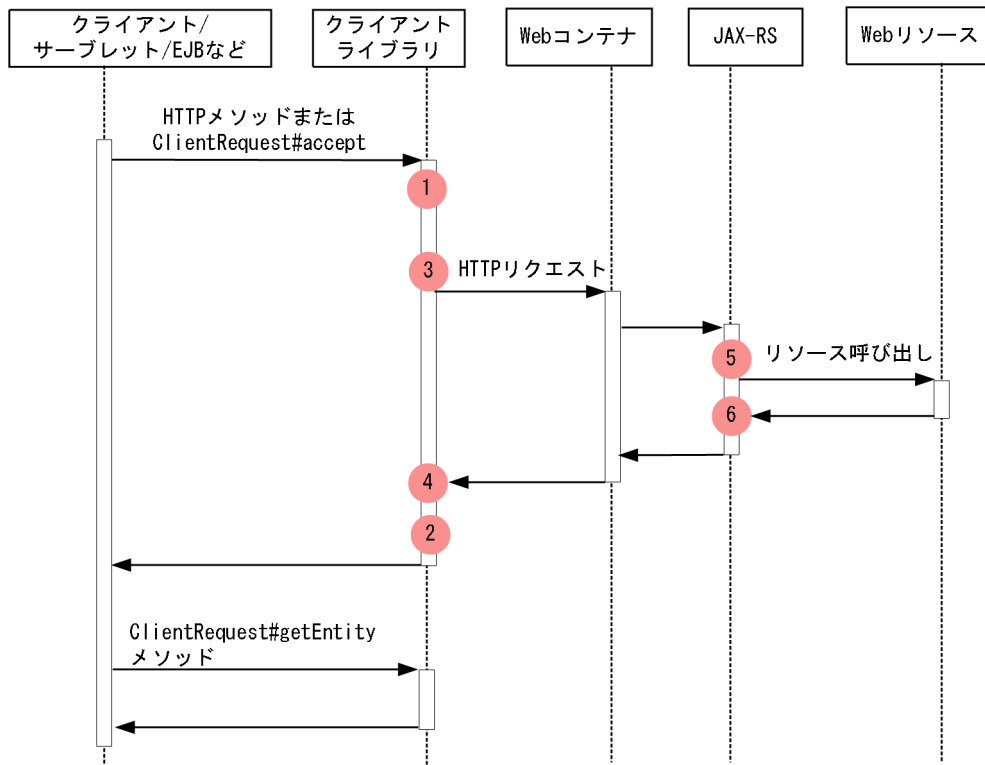 クライアント/
サーブレット/EJBなど
クライアント
ライブラリ
Webコンテナ
JAX-RS
Webリソース
HTTPメソッドまたは
ClientRequest#accept
1
3
HTTPリクエスト
5
リソース呼び出し
6
4
2
ClientRequest#getEntity
メソッド